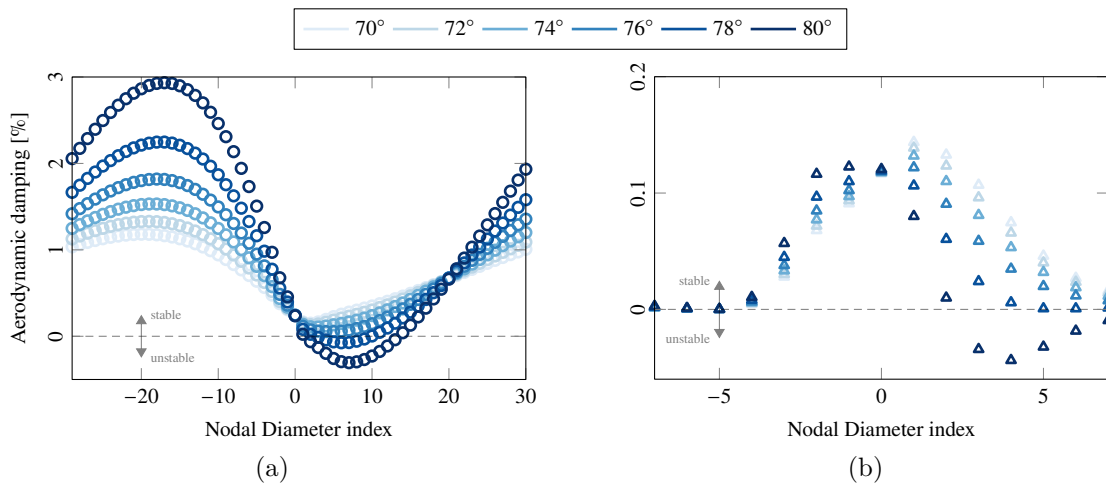 70° 72° 74° 76° 78° 80°
3
2
1
0
Aerodynamic damping [%]
stable
unstable
−20 −10 0 10 20 30
Nodal Diameter index
(a)
0.2
0.1
0
stable
unstable
−5 0 5
Nodal Diameter index
(b)